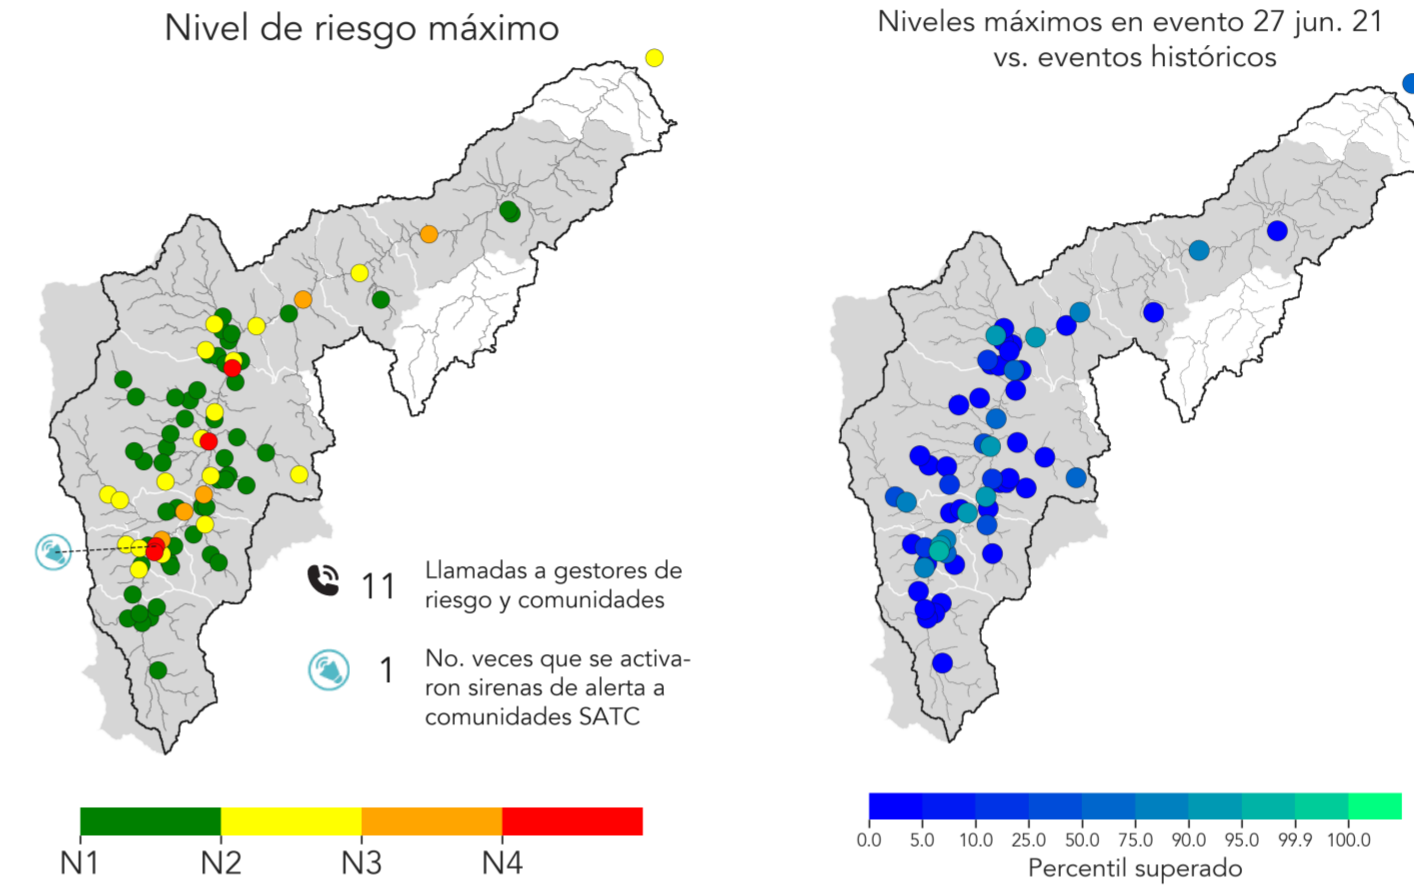 Nivel de riesgo máximo
Niveles máximos en evento 27 jun. 21
vs. eventos históricos
11
Llamadas a gestores de
riesgo y comunidades
1
No. veces que se activa-
ron sirenas de alerta a
comunidades SATC
N1 N2 N3 N4
0.0 5.0 10.0 25.0 50.0 75.0 90.0 95.0 99.9 100.0
Percentil superado